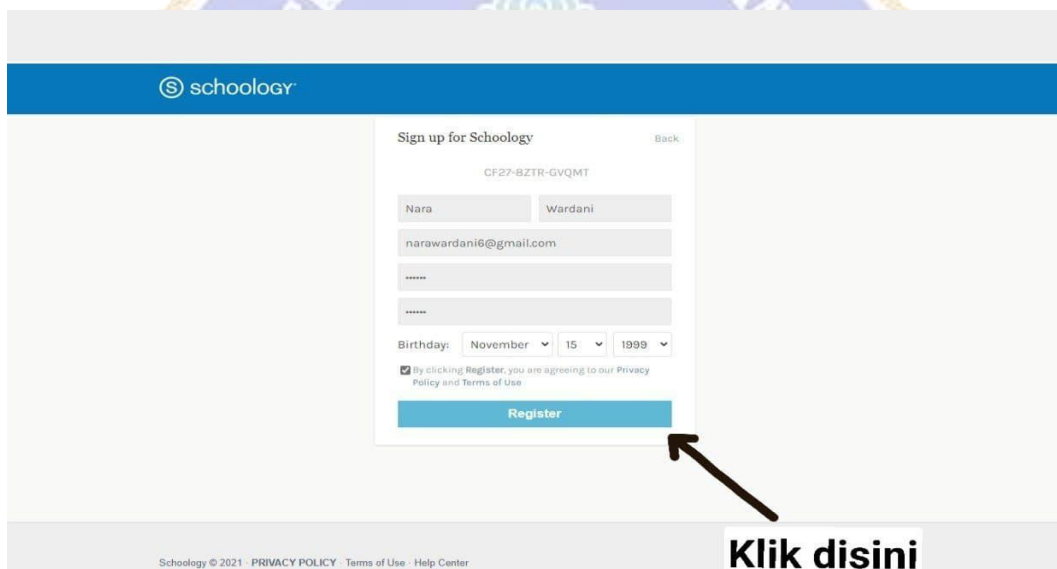 schoology
Sign up for Schoology Back
CF27-8ZTR-GVQMT
Nara Wardani
narawardani6@gmail.com
••••••
••••••
Birthday: November 15 1999
By clicking Register, you are agreeing to our Privacy
Policy and Terms of Use
Register
Klik disini
Schoology © 2021 · PRIVACY POLICY · Terms of Use · Help Center